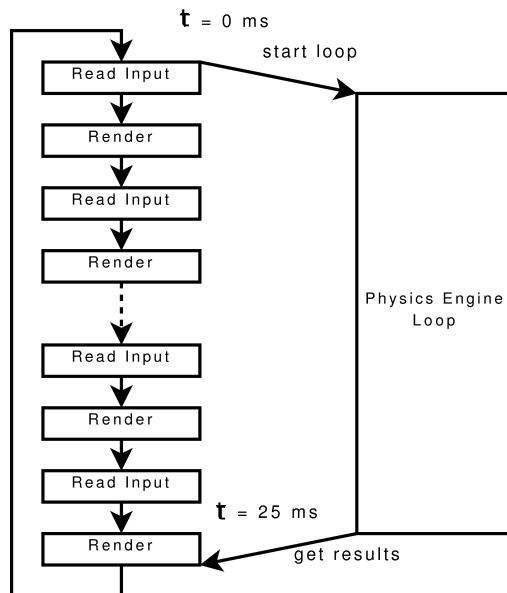 t = 0 ms
start loop
Read Input
Render
Read Input
Render
Physics Engine
Loop
Read Input
Render
Read Input
t = 25 ms
Render
get results